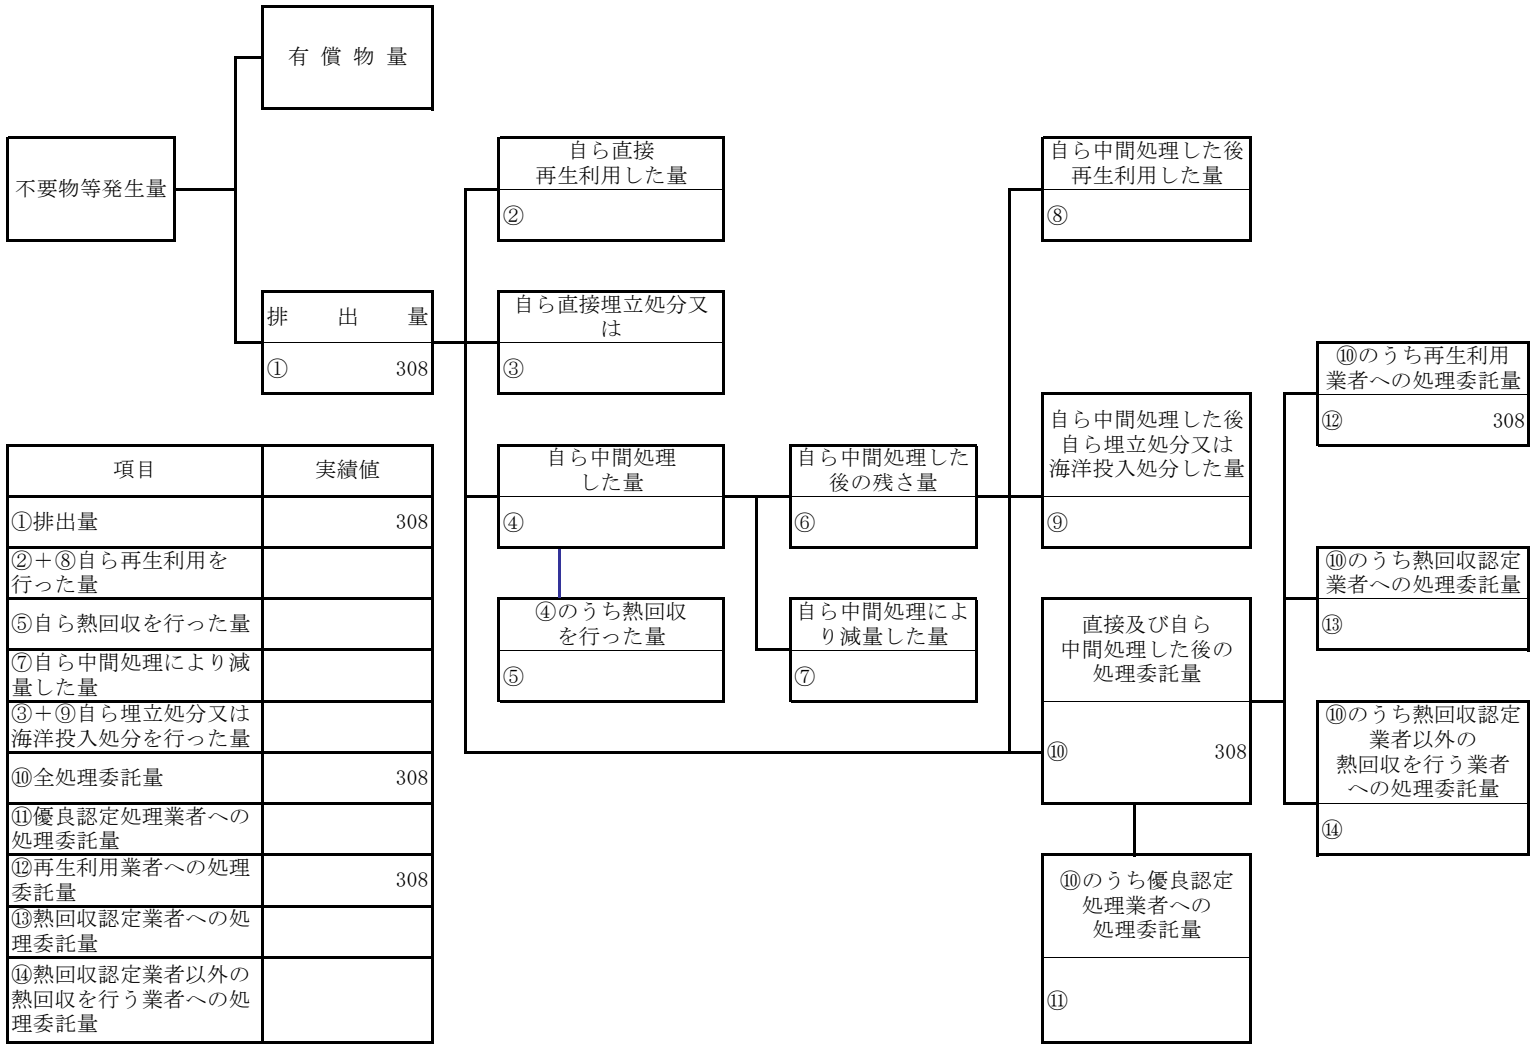 有償物量
不要物等発生量
排出量
① 308
自ら直接
再生利用した量
②
自ら直接埋立処分又
は
③
自ら中間処理
した量
④
④のうち熱回収
を行った量
⑤
自ら中間処理した
後の残さ量
⑥
自ら中間処理によ
り減量した量
⑦
自ら中間処理した後
再生利用した量
⑧
自ら中間処理した後
自ら埋立処分又は
海洋投入処分した量
⑨
直接及び自ら
中間処理した後の
処理委託量
⑩ 308
⑩のうち優良認定
処理業者への
処理委託量
⑪
⑩のうち再生利用
業者への処理委託量
⑫ 308
⑩のうち熱回収認定
業者への処理委託量
⑬
⑩のうち熱回収認定
業者以外の
熱回収を行う業者
への処理委託量
⑭
項目 実績値
①排出量 308
②＋⑧自ら再生利用を
行った量
⑤自ら熱回収を行った量
⑦自ら中間処理により減
量した量
③＋⑨自ら埋立処分又は
海洋投入処分を行った量
⑩全処理委託量 308
⑪優良認定処理業者への
処理委託量
⑫再生利用業者への処理
委託量 308
⑬熱回収認定業者への処
理委託量
⑭熱回収認定業者以外の
熱回収を行う業者への処
理委託量